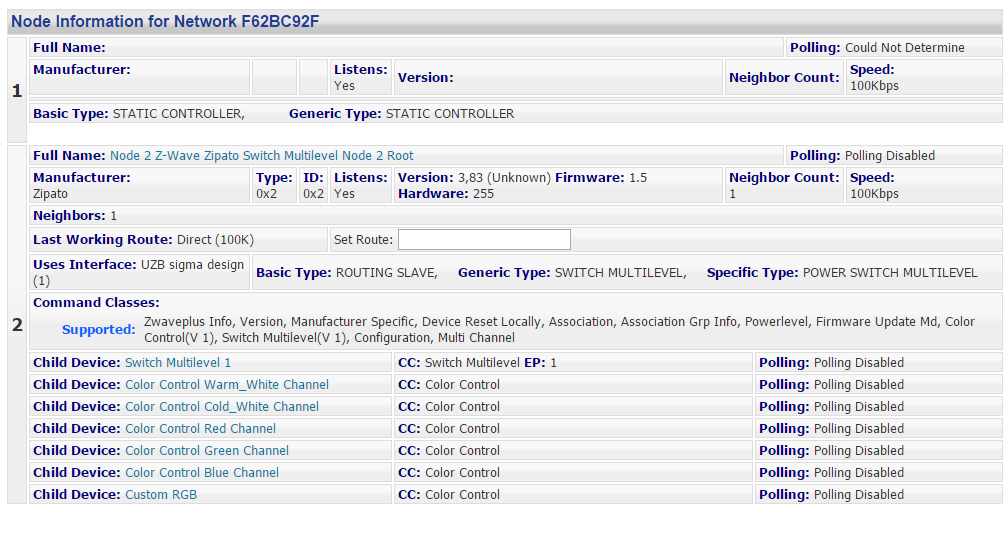 Node Information for Network F62BC92F
1
Full Name:
Polling: Could Not Determine
Manufacturer:
Listens:
Yes
Version:
Neighbor Count:
Speed:
100Kbps
Basic Type: STATIC CONTROLLER, Generic Type: STATIC CONTROLLER
2
Full Name: Node 2 Z-Wave Zipato Switch Multilevel Node 2 Root
Polling: Polling Disabled
Manufacturer:
Zipato
Type:
0x2
ID:
0x2
Listens:
Yes
Version: 3,83 (Unknown) Firmware: 1.5
Hardware: 255
Neighbor Count:
1
Speed:
100Kbps
Neighbors: 1
Last Working Route: Direct (100K)
Set Route:
Uses Interface: UZB sigma design
(1)
Basic Type: ROUTING SLAVE, Generic Type: SWITCH MULTILEVEL, Specific Type: POWER SWITCH MULTILEVEL
Command Classes:
Supported:
Zwaveplus Info, Version, Manufacturer Specific, Device Reset Locally, Association, Association Grp Info, Powerlevel, Firmware Update Md, Color
Control(V 1), Switch Multilevel(V 1), Configuration, Multi Channel
Child Device: Switch Multilevel 1
CC: Switch Multilevel EP: 1
Polling: Polling Disabled
Child Device: Color Control Warm_White Channel
CC: Color Control
Polling: Polling Disabled
Child Device: Color Control Cold_White Channel
CC: Color Control
Polling: Polling Disabled
Child Device: Color Control Red Channel
CC: Color Control
Polling: Polling Disabled
Child Device: Color Control Green Channel
CC: Color Control
Polling: Polling Disabled
Child Device: Color Control Blue Channel
CC: Color Control
Polling: Polling Disabled
Child Device: Custom RGB
CC: Color Control
Polling: Polling Disabled